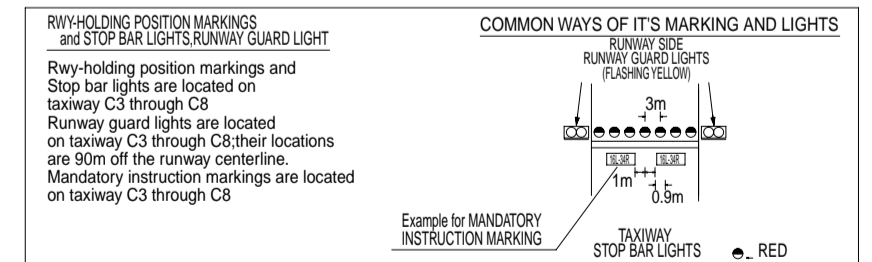 RWY-HOLDING POSITION MARKINGS
and STOP BAR LIGHTS,RUNWAY GUARD LIGHT
Rwy-holding position markings and
Stop bar lights are located on
taxiway C3 through C8
Runway guard lights are located
on taxiway C3 through C8;their locations
are 90m off the runway centerline.
Mandatory instruction markings are located
on taxiway C3 through C8
COMMON WAYS OF IT'S MARKING AND LIGHTS
RUNWAY SIDE
RUNWAY GUARD LIGHTS
(FLASHING YELLOW)
3m
16L-34R 16L-34R
1m
0.9m
Example for MANDATORY
INSTRUCTION MARKING
TAXIWAY
STOP BAR LIGHTS
RED